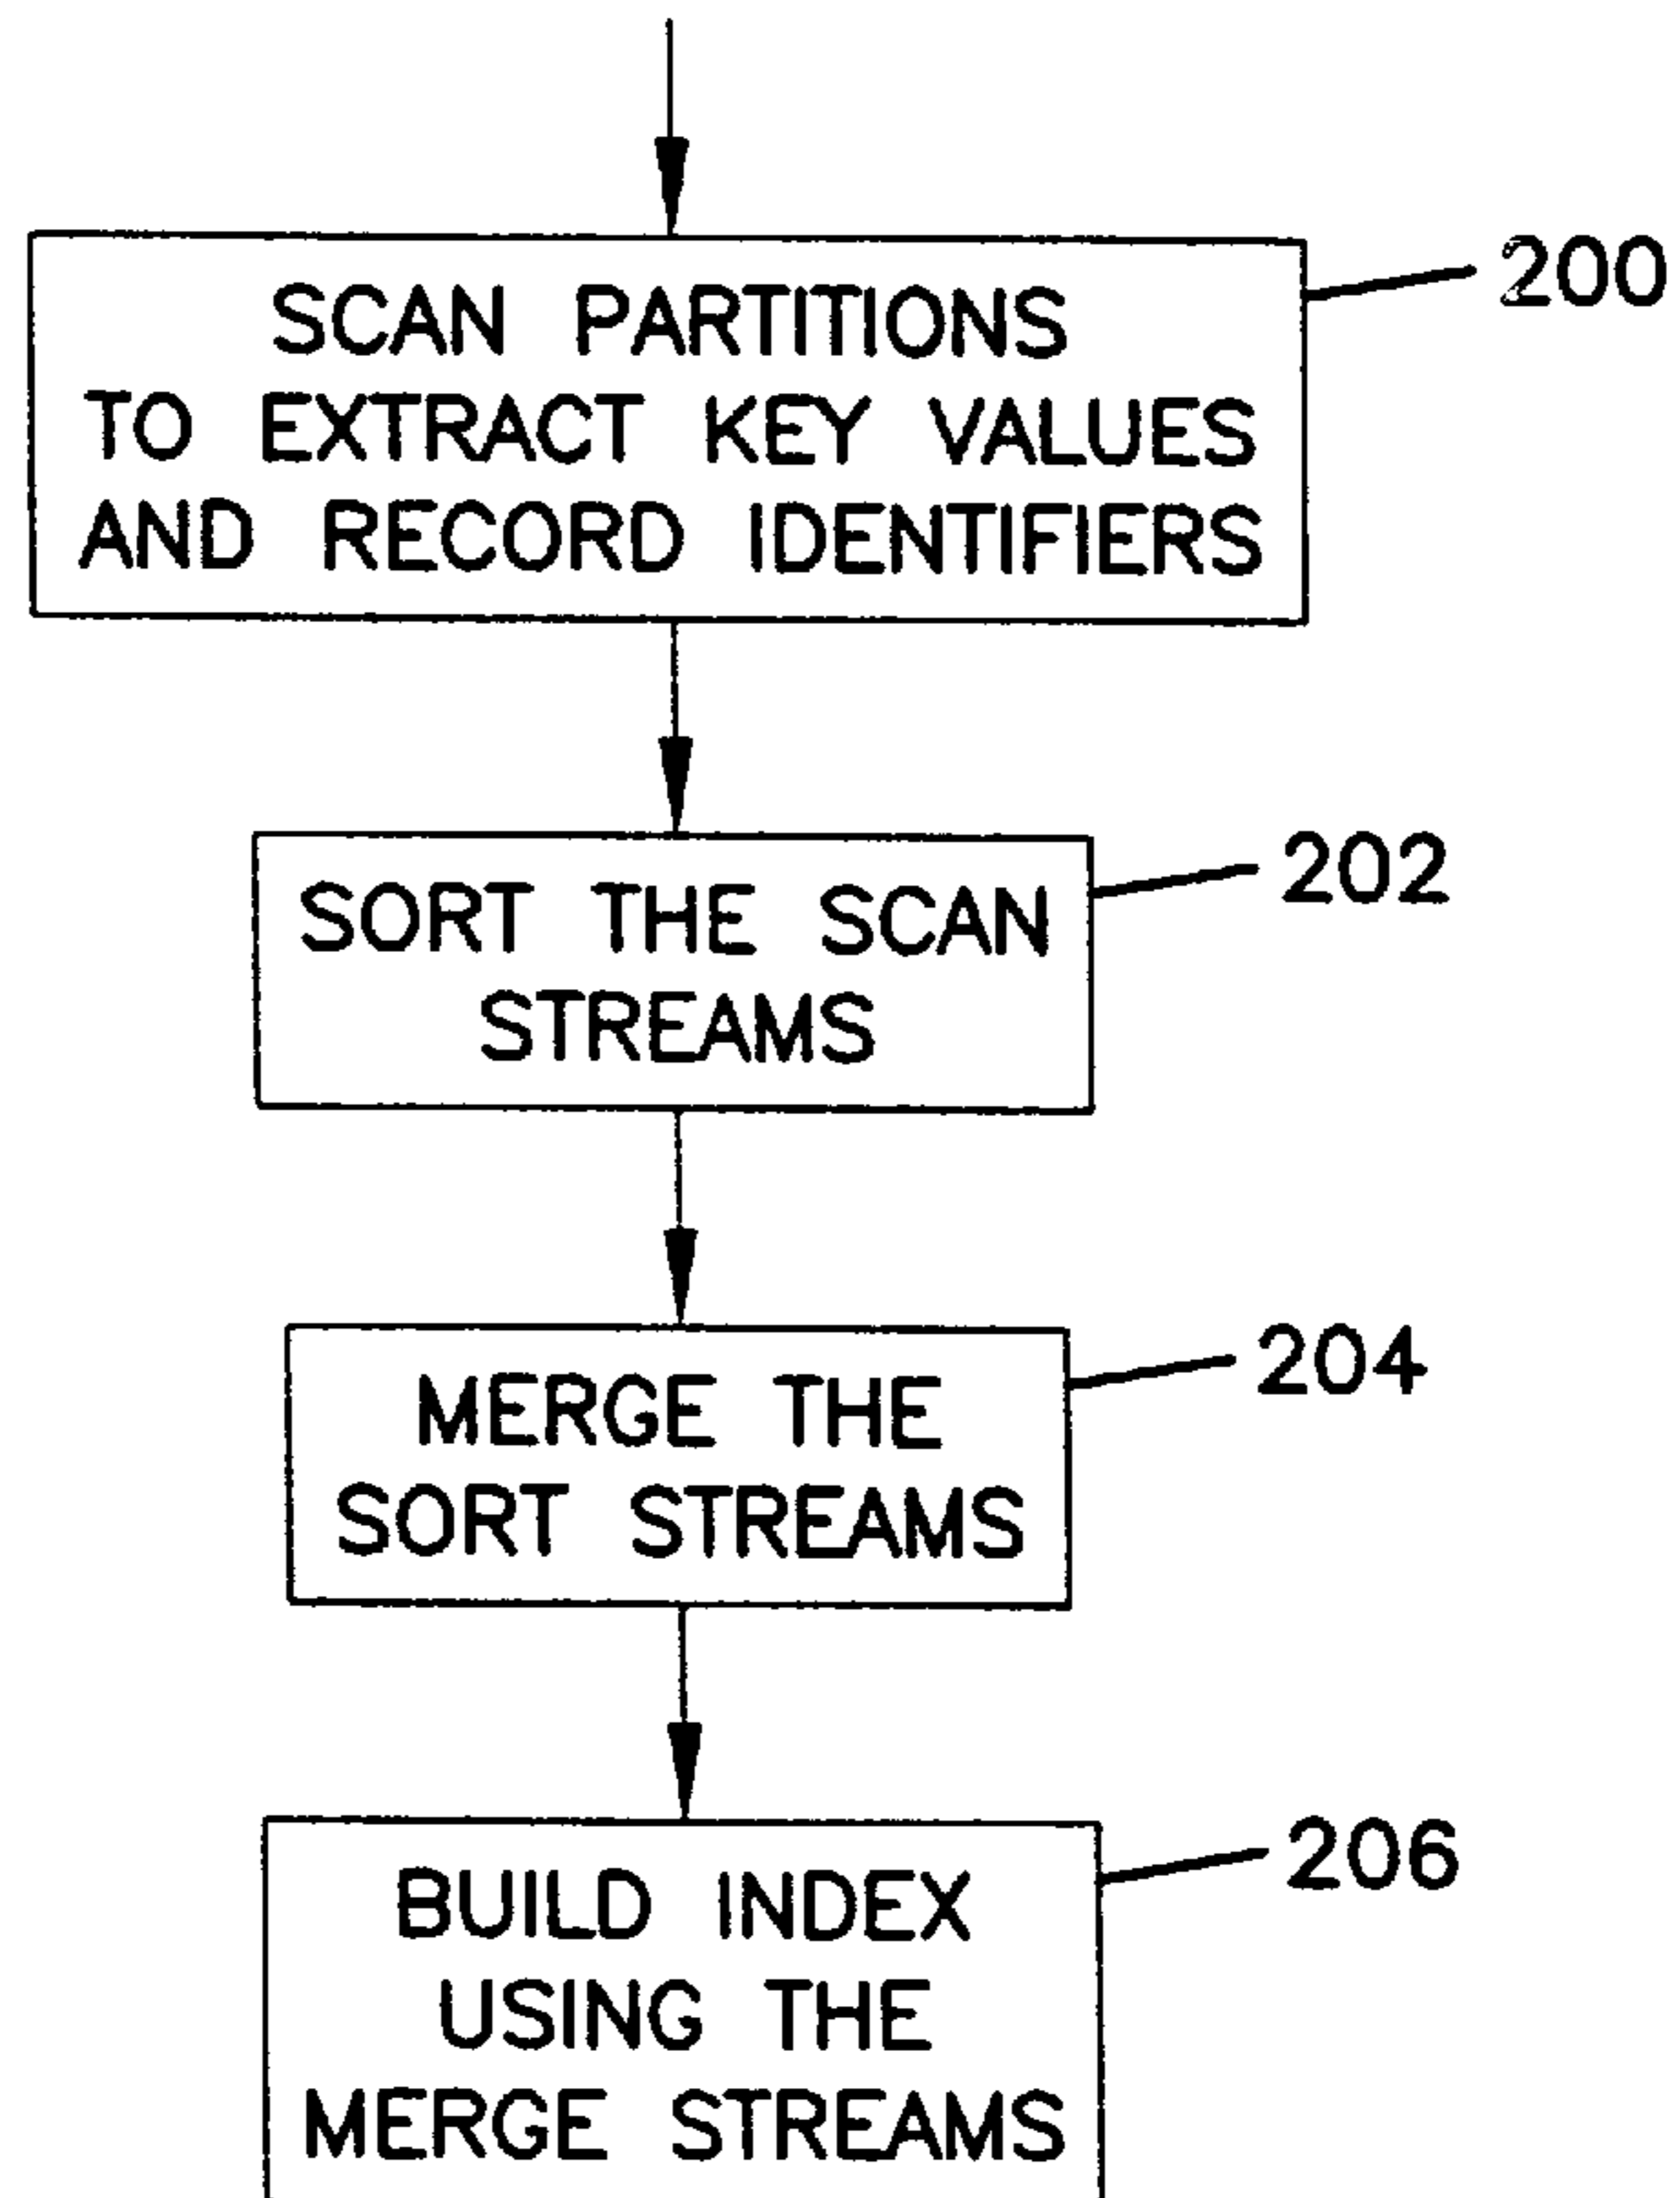 200
SCAN PARTITIONS
TO EXTRACT KEY VALUES
AND RECORD IDENTIFIERS
202
SORT THE SCAN
STREAMS
204
MERGE THE
SORT STREAMS
206
BUILD INDEX
USING THE
MERGE STREAMS